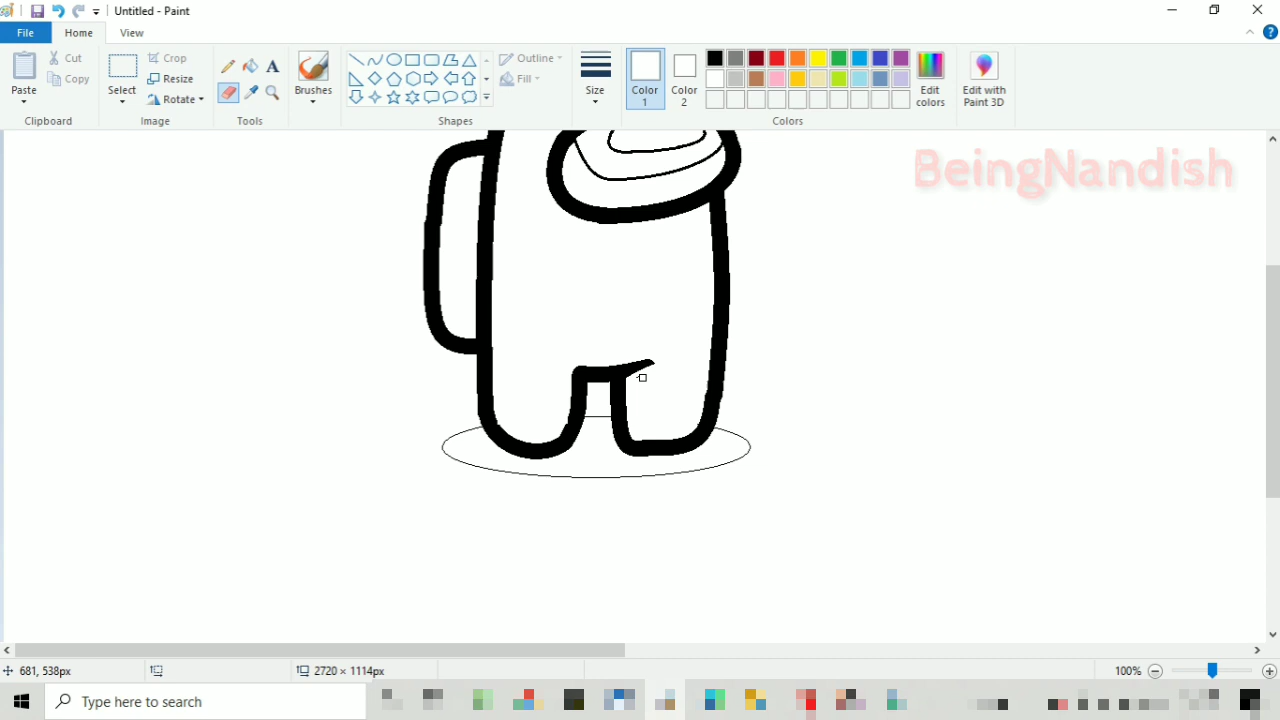 Untitled - Paint
File Home View
Paste
Cut
Copy
Clipboard
Select
Crop
Resize
Rotate
Image
A
Tools
Brushes
Shapes
Outline
Fill
Size
Color 1
Color 2
Edit colors
Colors
Edit with Paint 3D
BeingNandish
681, 538px
2720 × 1114px
100%
Type here to search